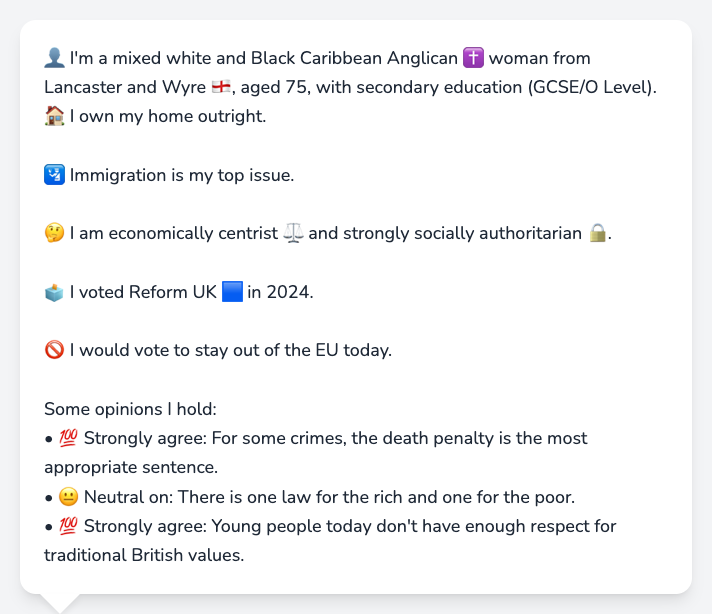 👤 I'm a mixed white and Black Caribbean Anglican ✝️ woman from
Lancaster and Wyre 🏴󠁧󠁢󠁥󠁮󠁧󠁿, aged 75, with secondary education (GCSE/O Level).
🏠 I own my home outright.
🛂 Immigration is my top issue.
🤔 I am economically centrist ⚖️ and strongly socially authoritarian 🔒.
🗳️ I voted Reform UK 🟦 in 2024.
🚫 I would vote to stay out of the EU today.
Some opinions I hold:
• 💯 Strongly agree: For some crimes, the death penalty is the most
appropriate sentence.
• 😐 Neutral on: There is one law for the rich and one for the poor.
• 💯 Strongly agree: Young people today don't have enough respect for
traditional British values.